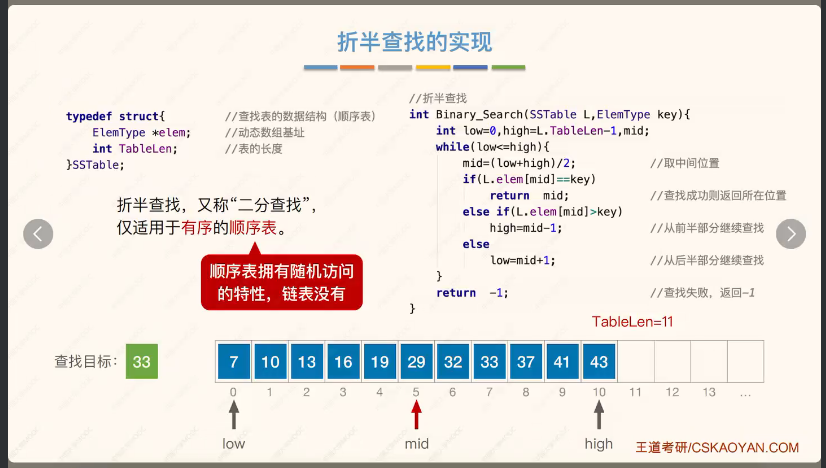 折半查找的实现
typedef struct{ //查找表的数据结构（顺序表）
ElemType *elem; //动态数组基址
int TableLen; //表的长度
}SSTable;
折半查找，又称“二分查找”，
仅适用于有序的顺序表。
顺序表拥有随机访问
的特性，链表没有
//折半查找
int Binary_Search(SSTable L,ElemType key){
int low=0,high=L.TableLen-1,mid;
while(low<=high){
mid=(low+high)/2; //取中间位置
if(L.elem[mid]==key)
return mid; //查找成功则返回所在位置
else if(L.elem[mid]>key)
high=mid-1; //从前半部分继续查找
else
low=mid+1; //从后半部分继续查找
}
return -1; //查找失败，返回-1
}
TableLen=11
查找目标： 33 7 10 13 16 19 29 32 33 37 41 43
0 1 2 3 4 5 6 7 8 9 10 11 12 13 ...
low mid high
王道考研/CSKAOYAN.COM